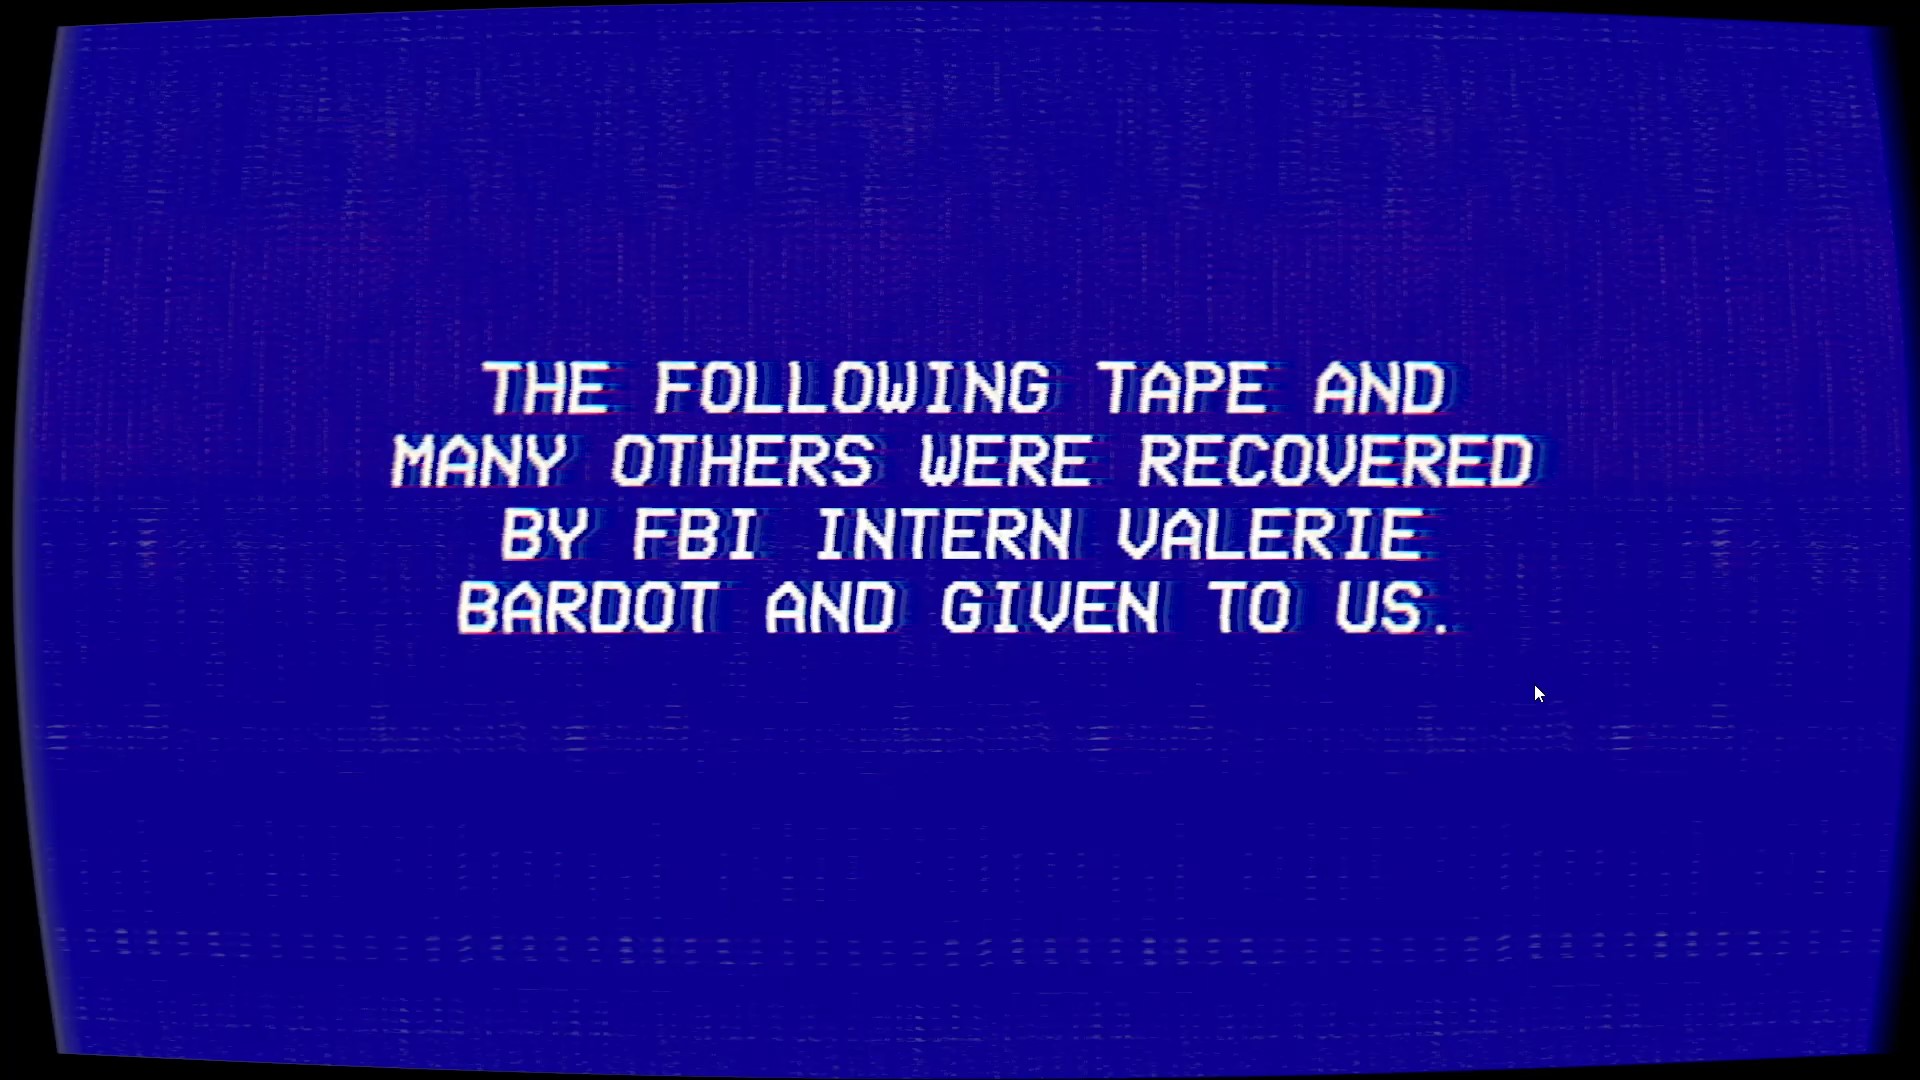 THE FOLLOWING TAPE AND
MANY OTHERS WERE RECOVERED
BY FBI INTERN VALERIE
BARDOT AND GIVEN TO US.